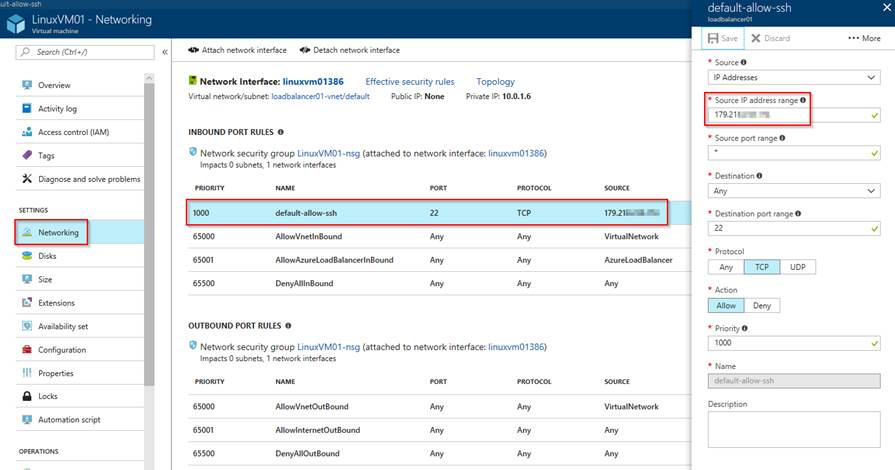 ult-allow-ssh
LinuxVM01 - Networking
Virtual machine
Search (Ctrl+/)
Overview
Activity log
Access control (IAM)
Tags
Diagnose and solve problems
SETTINGS
Networking
Disks
Size
Extensions
Availability set
Configuration
Properties
Locks
Automation script
OPERATIONS
Attach network interface Detach network interface
Network Interface: linuxvm01386 Effective security rules Topology
Virtual network/subnet: loadbalancer01-vnet/default Public IP: None Private IP: 10.0.1.6
INBOUND PORT RULES
Network security group LinuxVM01-nsg (attached to network interface: linuxvm01386)
Impacts 0 subnets, 1 network interfaces
PRIORITY NAME PORT PROTOCOL SOURCE
1000 default-allow-ssh 22 TCP 179.21
65000 AllowVnetInBound Any Any VirtualNetwork
65001 AllowAzureLoadBalancerInBound Any Any AzureLoadBalancer
65500 DenyAllInBound Any Any Any
OUTBOUND PORT RULES
Network security group LinuxVM01-nsg (attached to network interface: linuxvm01386)
Impacts 0 subnets, 1 network interfaces
PRIORITY NAME PORT PROTOCOL SOURCE
65000 AllowVnetOutBound Any Any VirtualNetwork
65001 AllowInternetOutBound Any Any Any
65500 DenyAllOutBound Any Any Any
default-allow-ssh
loadbalancer01
Save Discard ••• More
* Source
IP Addresses
* Source IP address range
179.21
* Source port range
*
* Destination
Any
* Destination port range
22
* Protocol
Any TCP UDP
* Action
Allow Deny
* Priority
1000
* Name
default-allow-ssh
Description